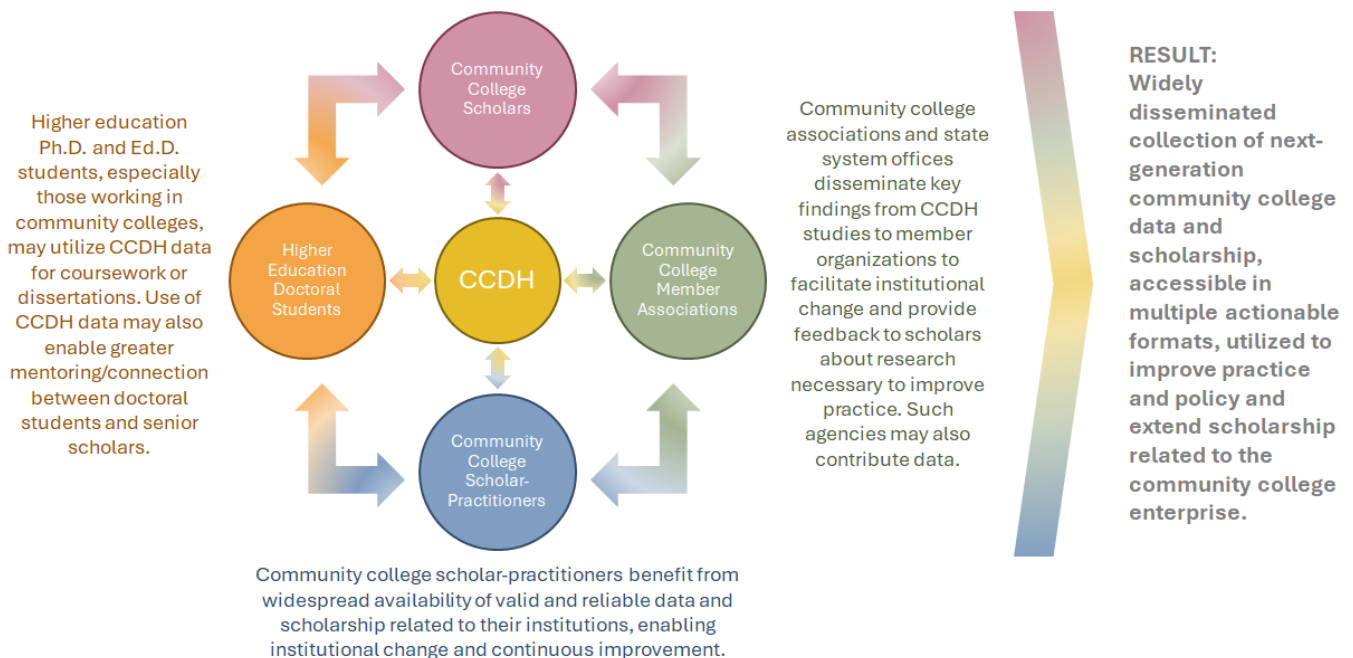 Community
College
Scholars
Higher education
Ph.D. and Ed.D.
students, especially
those working in
community colleges,
may utilize CCDH data
for coursework or
dissertations. Use of
CCDH data may also
enable greater
mentoring/connection
between doctoral
students and senior
scholars.
Higher
Education
Doctoral
Students
CCDH
Community
College
Member
Associations
Community college
associations and state
system offices
disseminate key
findings from CCDH
studies to member
organizations to
facilitate institutional
change and provide
feedback to scholars
about research
necessary to improve
practice. Such
agencies may also
contribute data.
Community
College
Scholar-
Practitioners
Community college scholar-practitioners benefit from
widespread availability of valid and reliable data and
scholarship related to their institutions, enabling
institutional change and continuous improvement.
RESULT:
Widely
disseminated
collection of next-
generation
community college
data and
scholarship,
accessible in
multiple actionable
formats, utilized to
improve practice
and policy and
extend scholarship
related to the
community college
enterprise.